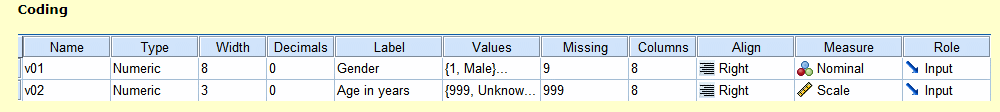 Coding
Name Type Width Decimals Label Values Missing Columns Align Measure Role
v01 Numeric 8 0 Gender {1, Male}... 9 8 Right Nominal Input
v02 Numeric 3 0 Age in years {999, Unknow... 999 8 Right Scale Input